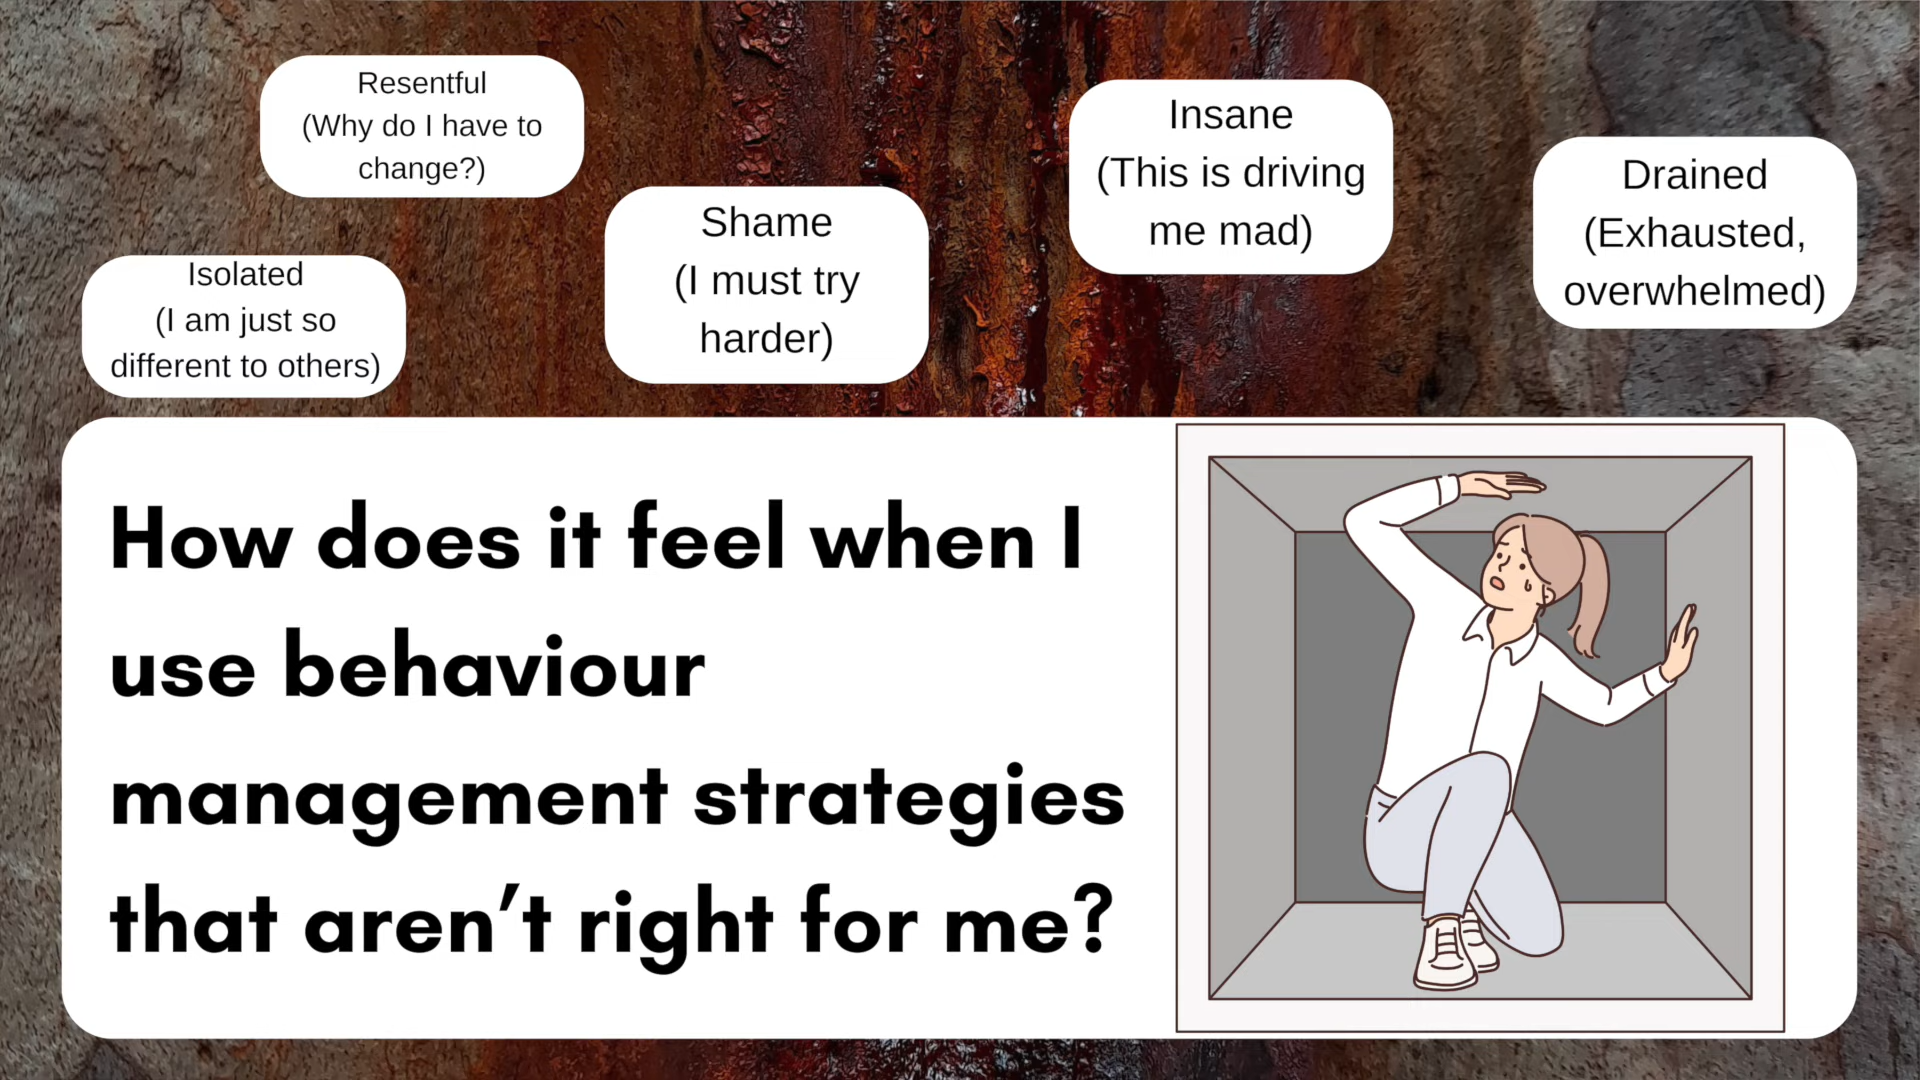 Resentful
(Why do I have to
change?)
Insane
(This is driving
me mad)
Drained
(Exhausted,
overwhelmed)
Shame
(I must try
harder)
Isolated
(I am just so
different to others)
How does it feel when I
use behaviour
management strategies
that aren’t right for me?